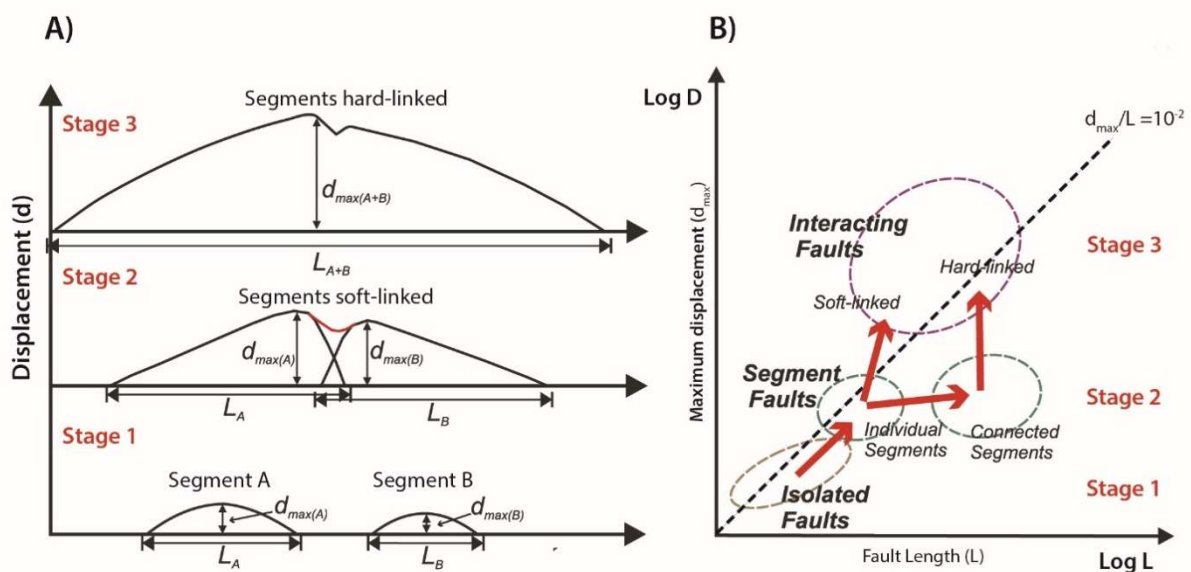 A)
Displacement (d)
Stage 3
Segments hard-linked
dmax(A+B)
LA+B
Stage 2
Segments soft-linked
dmax(A)
dmax(B)
LA
LB
Stage 1
Segment A
Segment B
dmax(A)
dmax(B)
LA
LB
B)
Log D
dmax/L =10-2
Maximum displacement (dmax)
Interacting
Faults
Hard-linked
Soft-linked
Stage 3
Segment
Faults
Stage 2
Individual
Segments
Connected
Segments
Isolated
Faults
Stage 1
Fault Length (L)
Log L